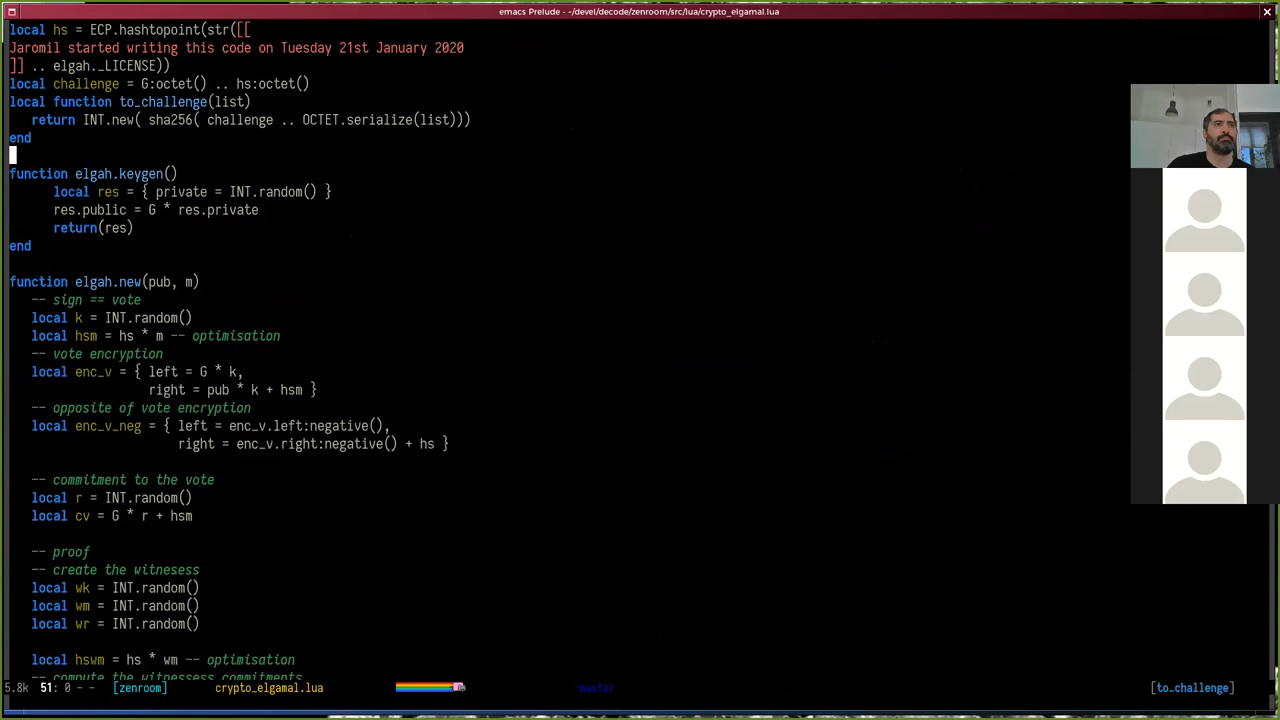 emacs Prelude - ~/devel/decode/zenroom/src/lua/crypto_elgamal.lua
local hs = ECP.hashtopoint(str([[
Jaromil started writing this code on Tuesday 21st January 2020
]] .. elgah._LICENSE))
local challenge = G:octet() .. hs:octet()
local function to_challenge(list)
   return INT.new( sha256( challenge .. OCTET.serialize(list)))
end
function elgah.keygen()
      local res = { private = INT.random() }
      res.public = G * res.private
      return(res)
end
function elgah.new(pub, m)
   -- sign == vote
   local k = INT.random()
   local hsm = hs * m -- optimisation
   -- vote encryption
   local enc_v = { left = G * k,
                   right = pub * k + hsm }
   -- opposite of vote encryption
   local enc_v_neg = { left = enc_v.left:negative(),
                       right = enc_v.right:negative() + hs }
   -- commitment to the vote
   local r = INT.random()
   local cv = G * r + hsm
   -- proof
   -- create the witnesess
   local wk = INT.random()
   local wm = INT.random()
   local wr = INT.random()
   local hswm = hs * wm -- optimisation
   -- compute the witnessess commitments
5.8k 51: 0 - - [zenroom] crypto_elgamal.lua master [to_challenge]